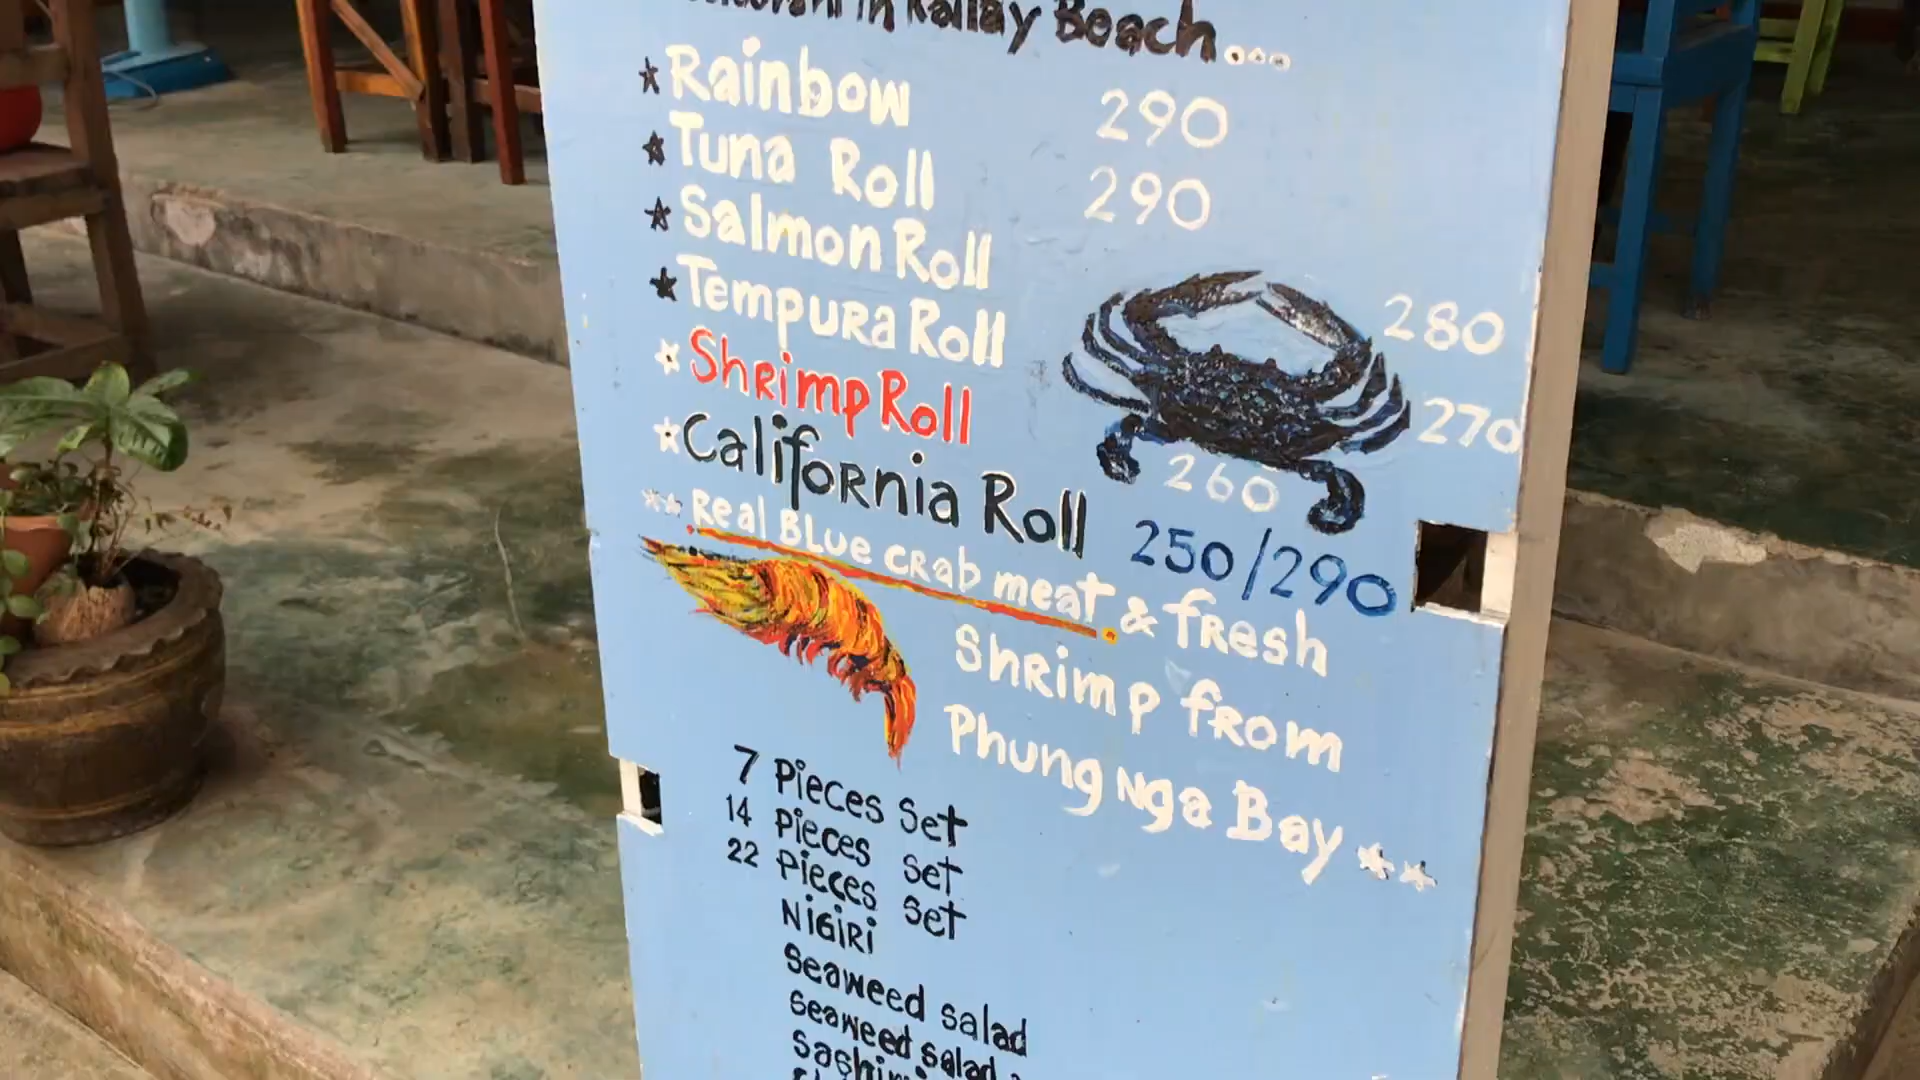 in Railay Beach...
Rainbow 290
Tuna Roll 290
Salmon Roll 280
Tempura Roll 270
Shrimp Roll 260
California Roll 250/290
Real Blue crab meat & fresh
Shrimp from
Phung Nga Bay
7 Pieces Set
14 Pieces Set
22 Pieces Set
Nigiri
Seaweed salad
Seaweed salad